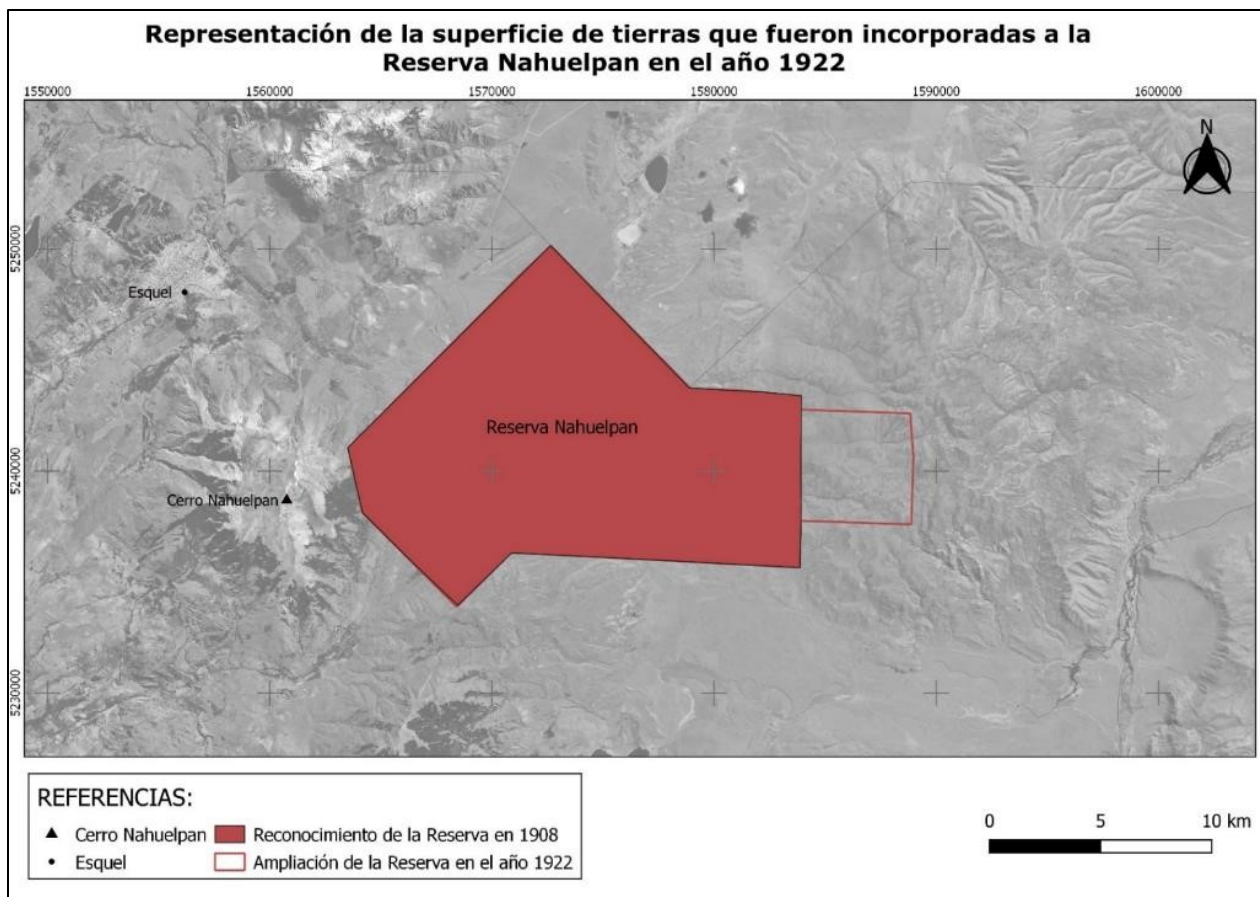 Representación de la superficie de tierras que fueron incorporadas a la
Reserva Nahuelpan en el año 1922
1550000 1560000 1570000 1580000 1590000 1600000
N
5250000
Esquel
Reserva Nahuelpan
5240000
Cerro Nahuelpan
5230000
REFERENCIAS:
Cerro Nahuelpan Reconocimiento de la Reserva en 1908
Esquel Ampliación de la Reserva en el año 1922
0 5 10 km